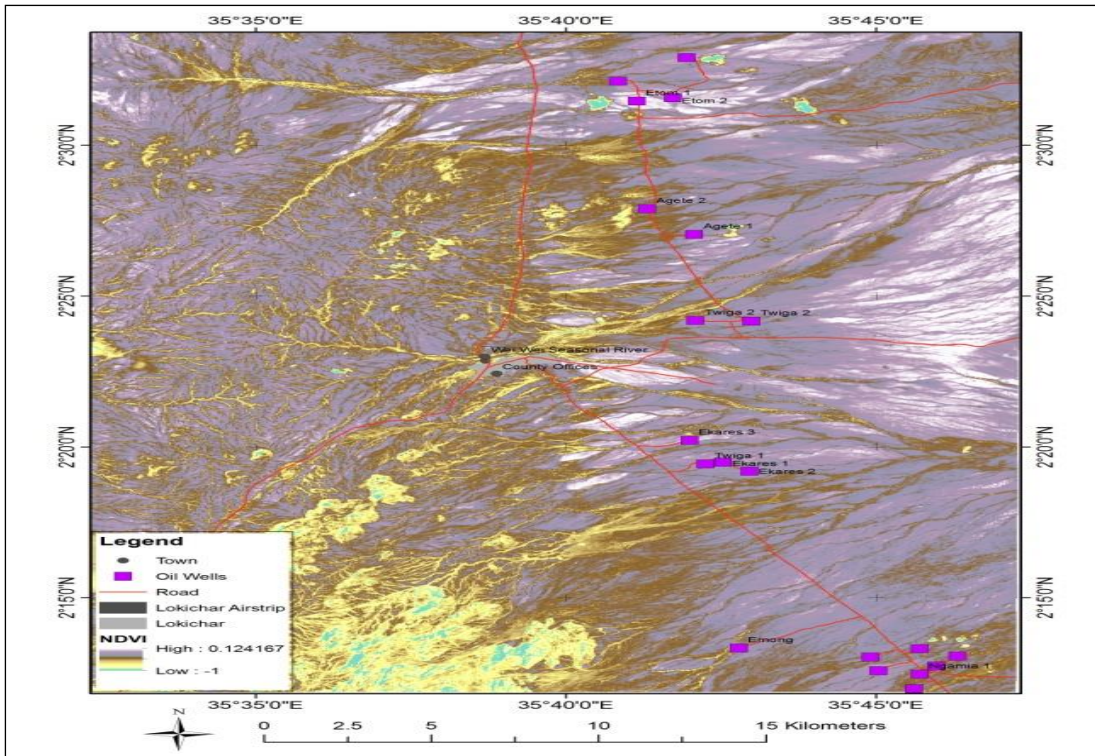 35°35'0"E 35°40'0"E 35°45'0"E
Etom 1
Etom 2
2°30'0"N 2°30'0"N
Agete 2
Agete 1
2°25'0"N 2°25'0"N
Twiga 2 Twiga 2
Wei Wei Seasonal River
County Offices
Ekares 3
2°20'0"N 2°20'0"N
Twiga 1
Ekares 1
Ekares 2
Legend
Town
Oil Wells
Road
Lokichar Airstrip
Lokichar
NDVI
High : 0.124167
Low : -1
2°15'0"N 2°15'0"N
Emong
Ngamia 1
35°35'0"E 35°40'0"E 35°45'0"E
N
0 2.5 5 10 15 Kilometers